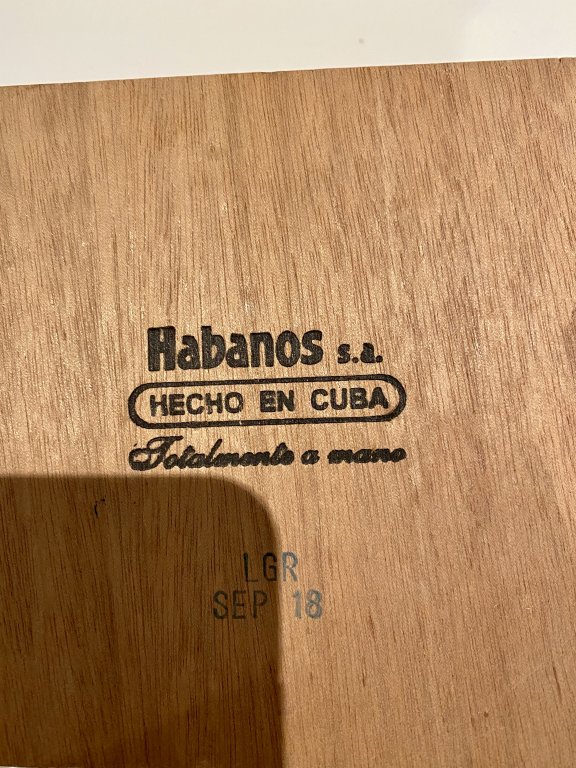 Habanos s.a.
HECHO EN CUBA
Totalmente a mano
LGR
SEP 18